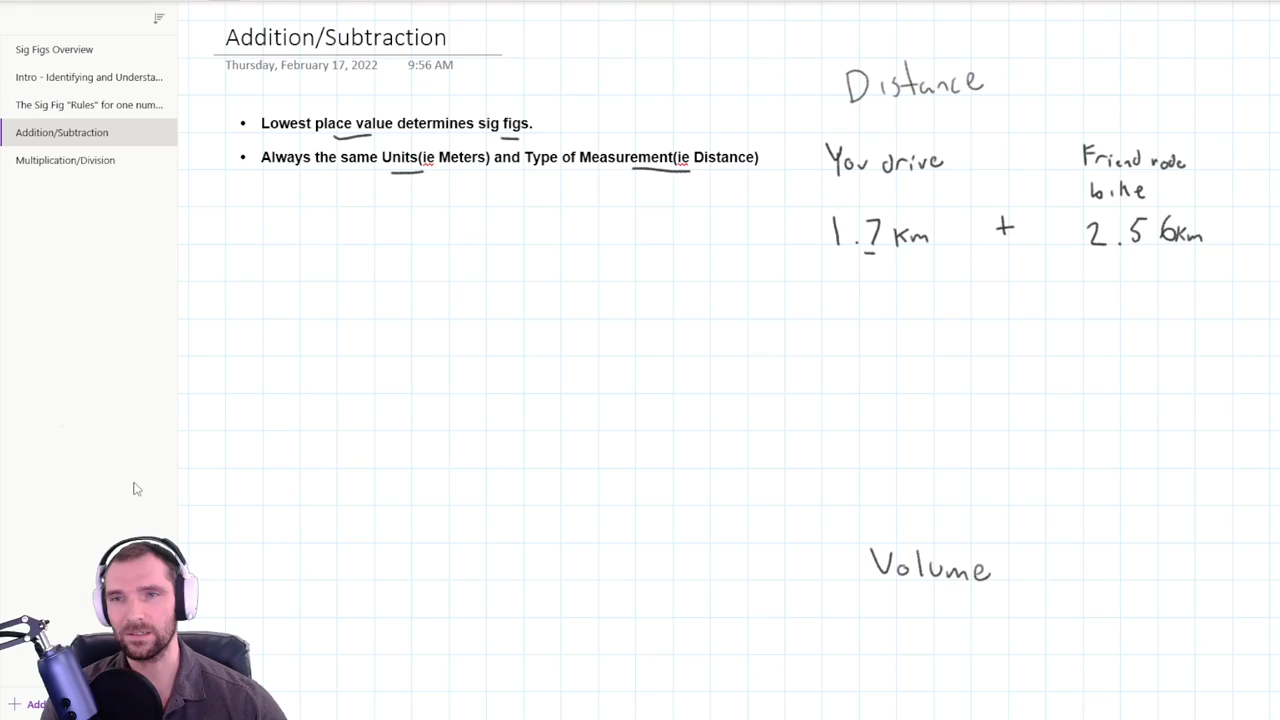 Sig Figs Overview
Intro - Identifying and Understa...
The Sig Fig "Rules" for one num...
Addition/Subtraction
Multiplication/Division
Add
Addition/Subtraction
Thursday, February 17, 2022 9:56 AM
• Lowest place value determines sig figs.
• Always the same Units(ie Meters) and Type of Measurement(ie Distance)
Distance
You drive
Friend rode
bike
1.7 Km + 2.56Km
Volume